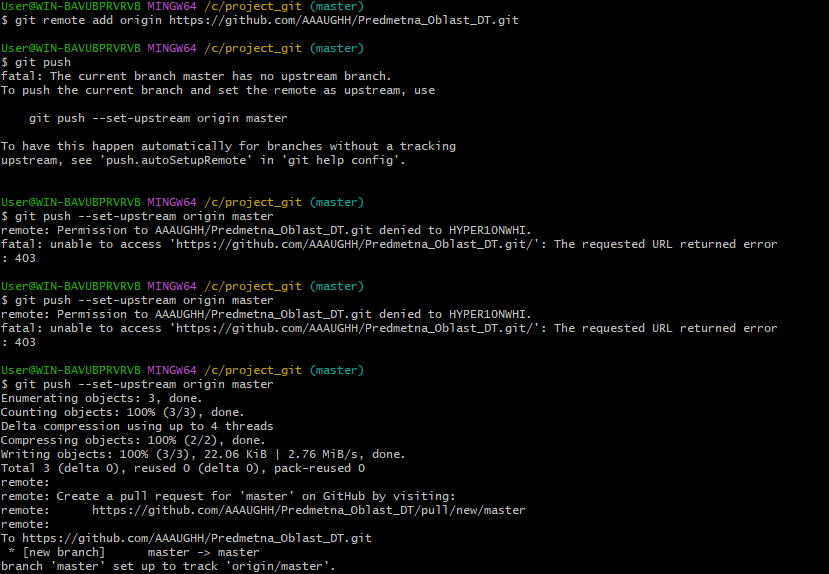 User@WIN-BAVUBPRVRVB MINGW64 /c/project_git (master)
$ git remote add origin https://github.com/AAAUGHH/Predmetna_Oblast_DT.git
User@WIN-BAVUBPRVRVB MINGW64 /c/project_git (master)
$ git push
fatal: The current branch master has no upstream branch.
To push the current branch and set the remote as upstream, use
git push --set-upstream origin master
To have this happen automatically for branches without a tracking
upstream, see 'push.autoSetupRemote' in 'git help config'.
User@WIN-BAVUBPRVRVB MINGW64 /c/project_git (master)
$ git push --set-upstream origin master
remote: Permission to AAAUGHH/Predmetna_Oblast_DT.git denied to HYPER1ONWHI.
fatal: unable to access 'https://github.com/AAAUGHH/Predmetna_Oblast_DT.git/': The requested URL returned error
: 403
User@WIN-BAVUBPRVRVB MINGW64 /c/project_git (master)
$ git push --set-upstream origin master
remote: Permission to AAAUGHH/Predmetna_Oblast_DT.git denied to HYPER1ONWHI.
fatal: unable to access 'https://github.com/AAAUGHH/Predmetna_Oblast_DT.git/': The requested URL returned error
: 403
User@WIN-BAVUBPRVRVB MINGW64 /c/project_git (master)
$ git push --set-upstream origin master
Enumerating objects: 3, done.
Counting objects: 100% (3/3), done.
Delta compression using up to 4 threads
Compressing objects: 100% (2/2), done.
Writing objects: 100% (3/3), 22.06 KiB | 2.76 MiB/s, done.
Total 3 (delta 0), reused 0 (delta 0), pack-reused 0
remote:
remote: Create a pull request for 'master' on GitHub by visiting:
remote:      https://github.com/AAAUGHH/Predmetna_Oblast_DT/pull/new/master
remote:
To https://github.com/AAAUGHH/Predmetna_Oblast_DT.git
 * [new branch]      master -> master
branch 'master' set up to track 'origin/master'.